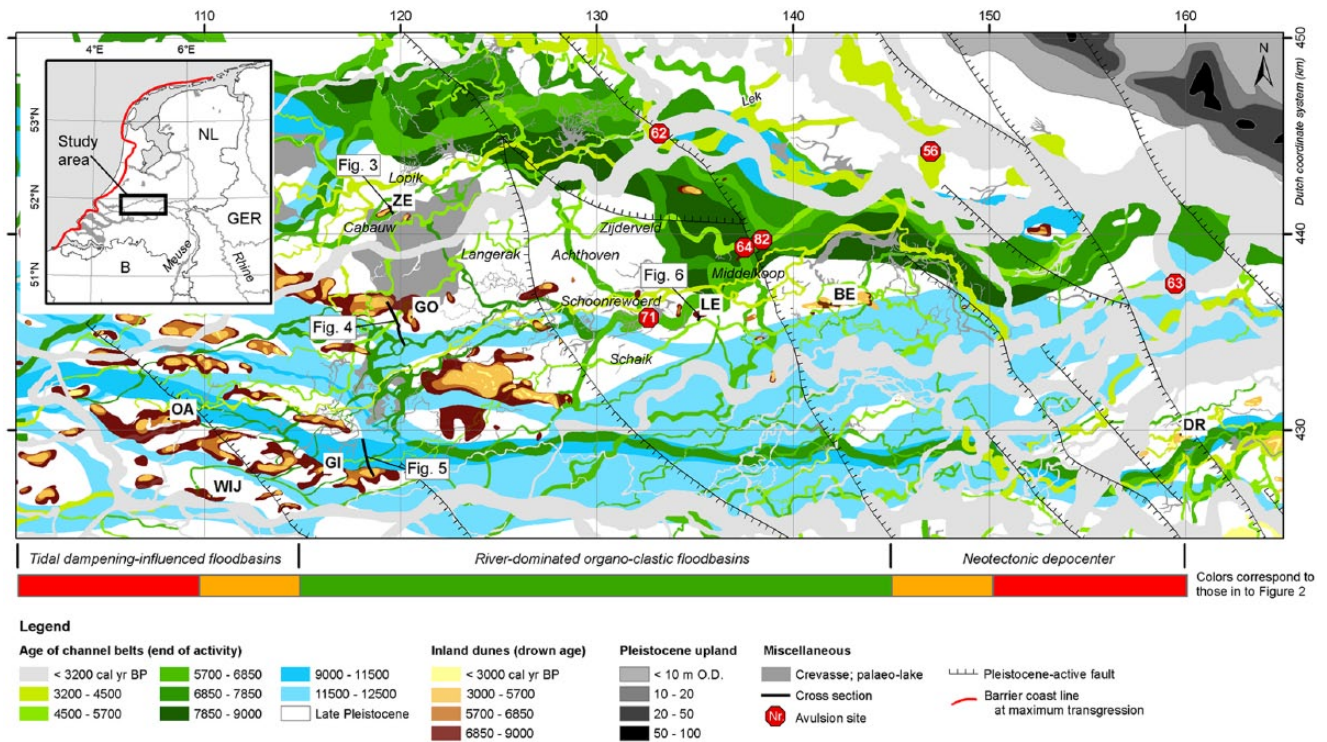 110 120 130 140 150 160
4°E 6°E
53°N
52°N
51°N
NL
Study
area
GER
B
Meuse
Rhine
N
450
440
430
Dutch coordinate system (km)
Lek
62
56
Fig. 3
Lopik
ZE
Cabauw
Zijderveld
82
64
Langerak
Achthoven
Fig. 6
Middelkoop
63
Schoonrewoerd
LE
BE
GO
71
Fig. 4
Schaik
OA
DR
GI
Fig. 5
WIJ
Tidal dampening-influenced floodbasins River-dominated organo-clastic floodbasins Neotectonic depocenter
Colors correspond to
those in to Figure 2
Legend
Age of channel belts (end of activity)
< 3200 cal yr BP
3200 - 4500
4500 - 5700
5700 - 6850
6850 - 7850
7850 - 9000
9000 - 11500
11500 - 12500
Late Pleistocene
Inland dunes (drown age)
< 3000 cal yr BP
3000 - 5700
5700 - 6850
6850 - 9000
Pleistocene upland
< 10 m O.D.
10 - 20
20 - 50
50 - 100
Miscellaneous
Crevasse; palaeo-lake
Cross section
Nr. Avulsion site
Pleistocene-active fault
Barrier coast line
at maximum transgression